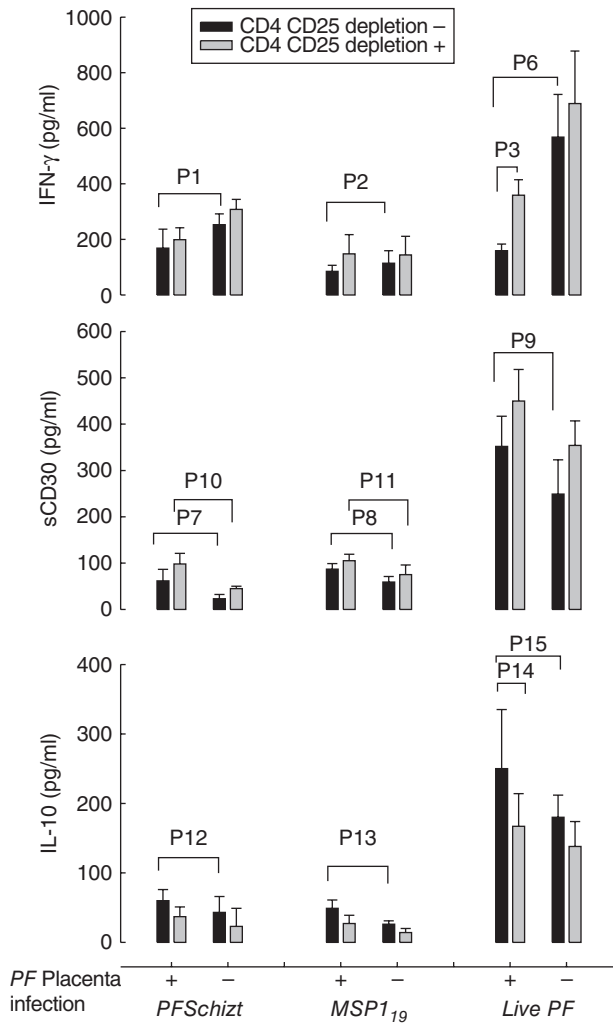 CD4 CD25 depletion –
CD4 CD25 depletion +
IFN-γ (pg/ml)
1000
800
600
400
200
0
P1
P2
P3
P6
sCD30 (pg/ml)
600
500
400
300
200
100
0
P10
P7
P11
P8
P9
IL-10 (pg/ml)
400
300
200
100
0
P12
P13
P15
P14
PF Placenta infection
+ – + – + –
PFSchizt MSP1₁₉ Live PF